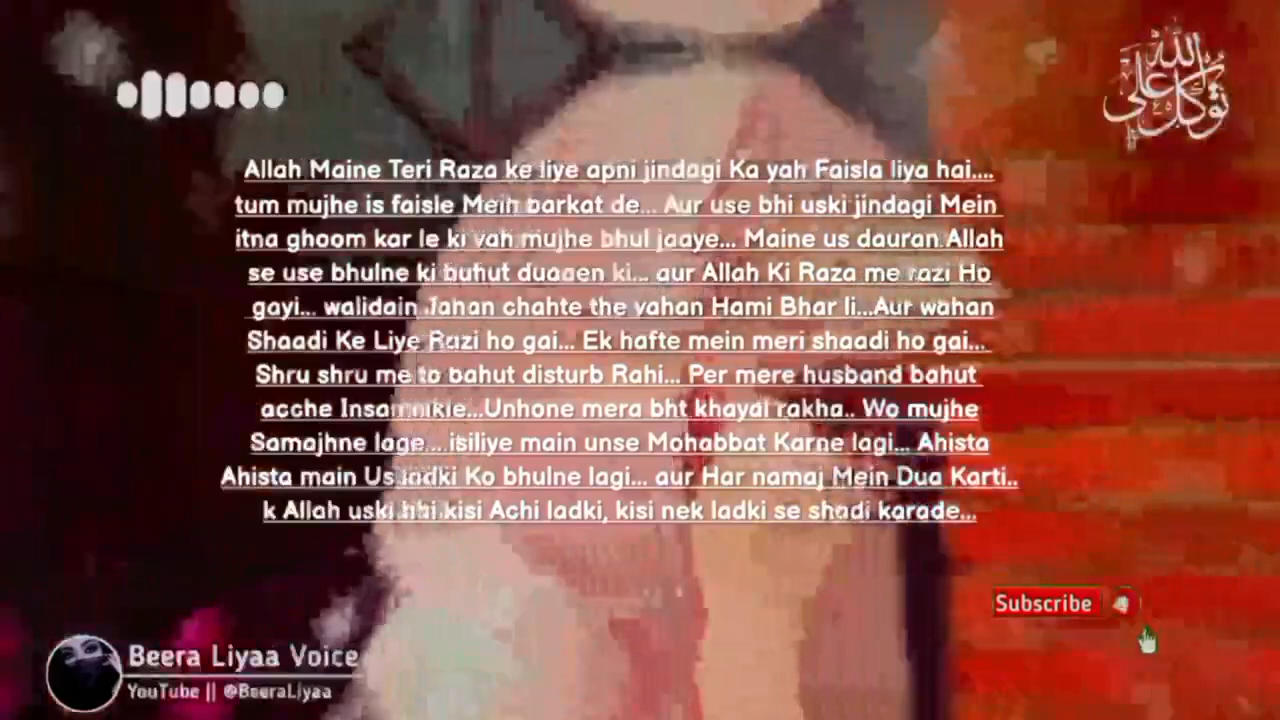 توكل على الله
Allah Maine Teri Raza ke liye apni jindagi Ka yah Faisla liya hai....
tum mujhe is faisle Mein barkat de... Aur use bhi uski jindagi Mein
itna ghoom kar le ki vah mujhe bhul jaaye... Maine us dauran.Allah
se use bhulne ki buhut duaaen ki... aur Allah Ki Raza me razi Ho
gayi... walidain Jahan chahte the vahan Hami Bhar li...Aur wahan
Shaadi Ke Liye Razi ho gai... Ek hafte mein meri shaadi ho gai...
Shru shru me to bahut disturb Rahi... Per mere husband bahut
acche Insan nikle...Unhone mera bht khayal rakha.. Wo mujhe
Samajhne lage....isiliye main unse Mohabbat Karne lagi... Ahista
Ahista main Us ladki Ko bhulne lagi... aur Har namaj Mein Dua Karti..
k Allah uski bhi kisi Achi ladki, kisi nek ladki se shadi karade...
Subscribe
Beera Liyaa Voice
YouTube || @BeeraLiyaa